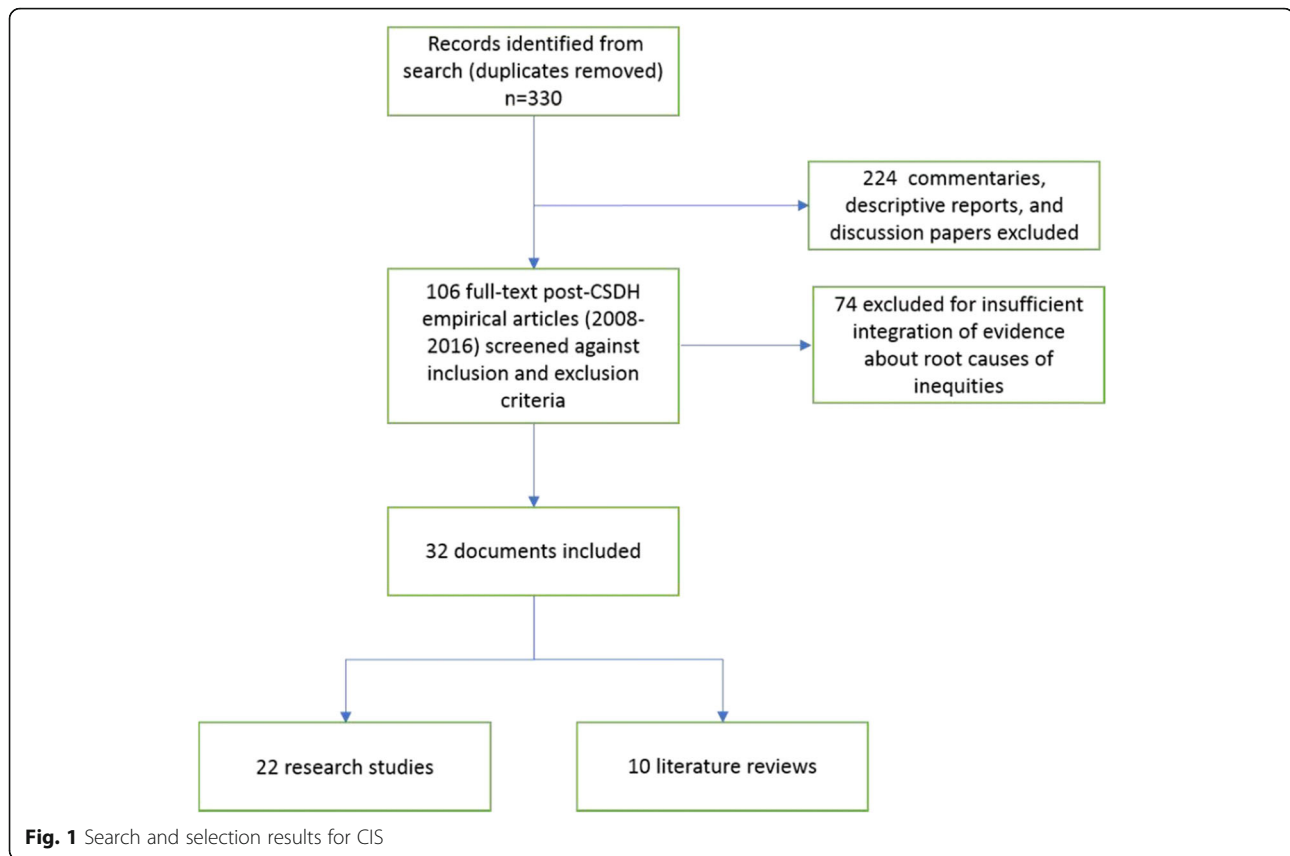 Records identified from
search (duplicates removed)
n=330
224 commentaries,
descriptive reports, and
discussion papers excluded
106 full-text post-CSDH
empirical articles (2008-
2016) screened against
inclusion and exclusion
criteria
74 excluded for insufficient
integration of evidence
about root causes of
inequities
32 documents included
22 research studies
10 literature reviews
Fig. 1 Search and selection results for CIS